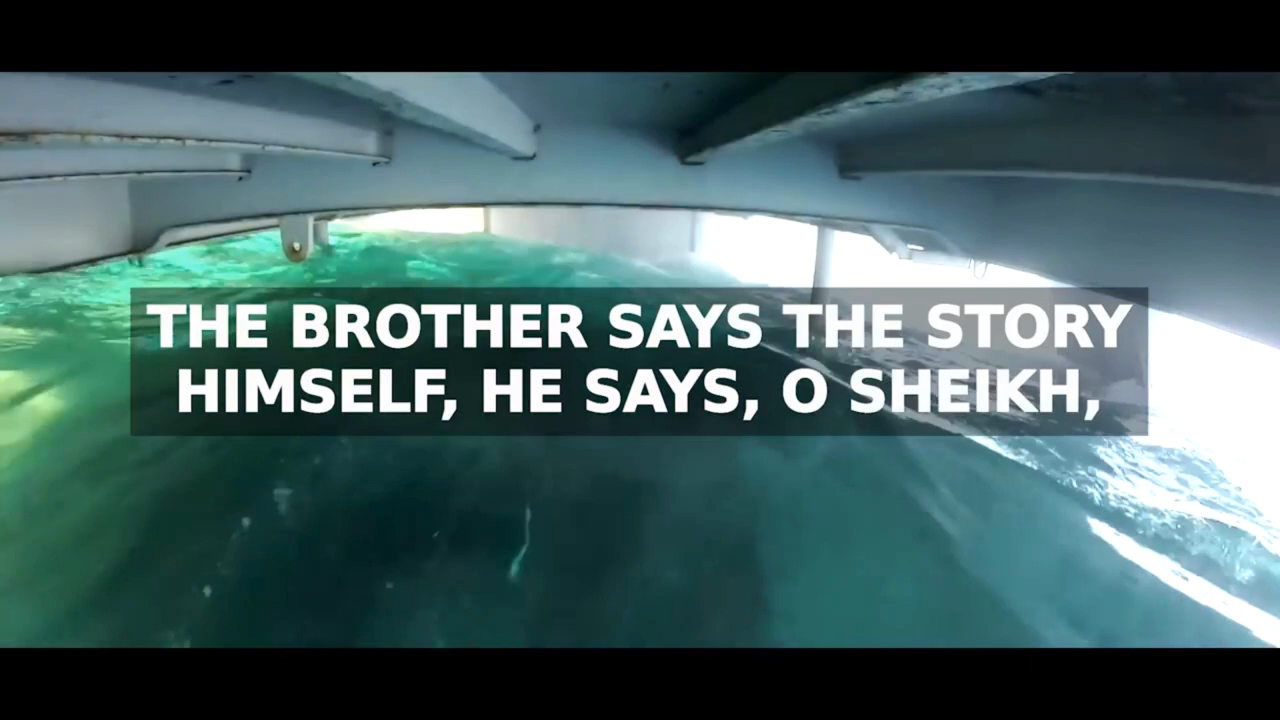 THE BROTHER SAYS THE STORY
HIMSELF, HE SAYS, O SHEIKH,